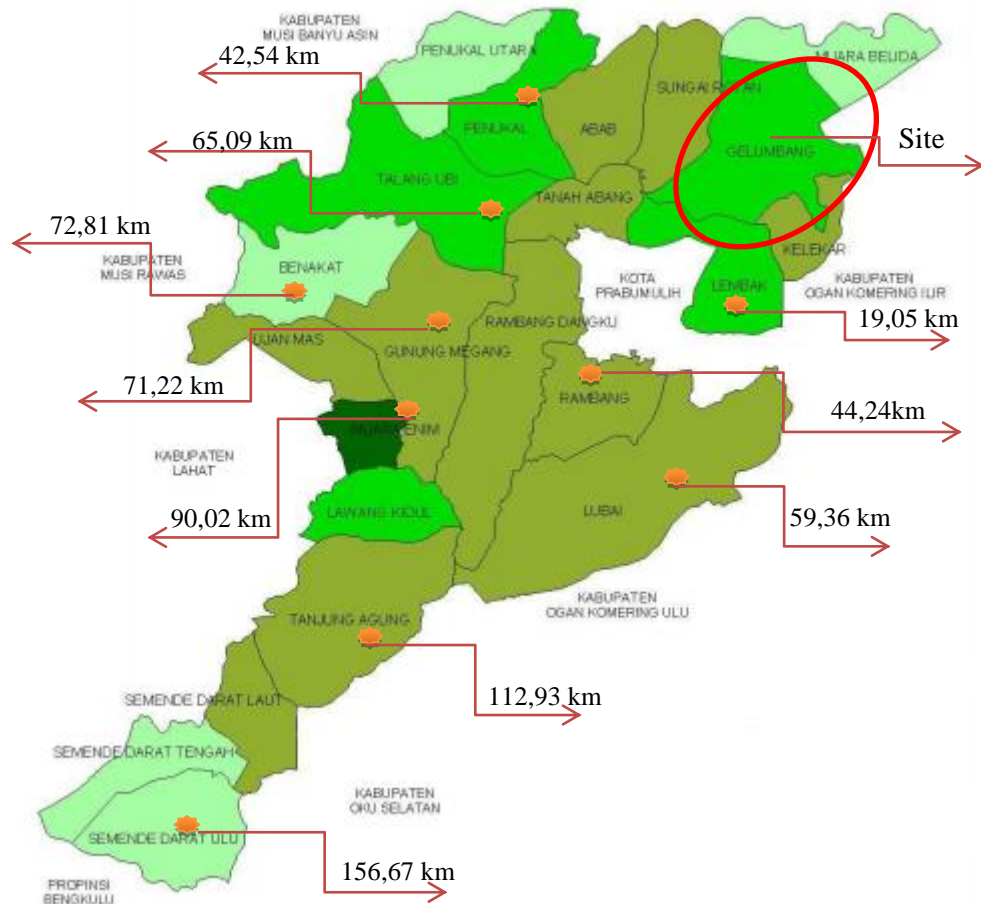 KABUPATEN
MUSI BANYU ASIN
PENUKAL UTARA
MUARA BELIDA
42,54 km
SUNGAI ROTAN
PENUKAL
ABAB
65,09 km
GELUMBANG
Site
TALANG UBI
TANAH ABANG
72,81 km
KABUPATEN
MUSI RAWAS
BENAKAT
KELEKAR
KOTA
PRABUMULIH
LEMBAK
KABUPATEN
OGAN KOMERING ILIR
19,05 km
RAMBANG DANGKU
UJAN MAS
GUNUNG MEGANG
71,22 km
RAMBANG
44,24km
MUARA ENIM
KABUPATEN
LAHAT
90,02 km
LAWANG KIDUL
LUBAI
59,36 km
KABUPATEN
OGAN KOMERING ULU
TANJUNG AGUNG
112,93 km
SEMENDE DARAT LAUT
SEMENDE DARAT TENGAH
KABUPATEN
OKU SELATAN
SEMENDE DARAT ULU
156,67 km
PROPINSI
BENGKULU